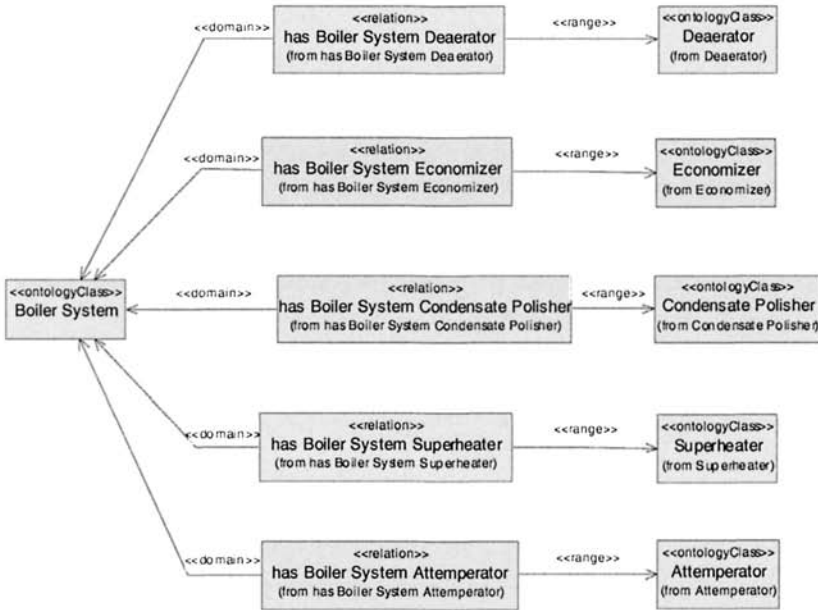 <<relation>>
has Boiler System Deaerator
(from has Boiler System Deaerator)
<<domain>>
<<range>>
<<ontologyClass>>
Deaerator
(from Deaerator)
<<relation>>
has Boiler System Economizer
(from has Boiler System Economizer)
<<domain>>
<<range>>
<<ontologyClass>>
Economizer
(from Economizer)
<<ontologyClass>>
Boiler System
<<domain>>
<<relation>>
has Boiler System Condensate Polisher
(from has Boiler System Condensate Polisher)
<<range>>
<<ontologyClass>>
Condensate Polisher
(from Condensate Polisher)
<<domain>>
<<relation>>
has Boiler System Superheater
(from has Boiler System Superheater)
<<range>>
<<ontologyClass>>
Superheater
(from Superheater)
<<domain>>
<<relation>>
has Boiler System Attemperator
(from has Boiler System Attemperator)
<<range>>
<<ontologyClass>>
Attemperator
(from Attemperator)